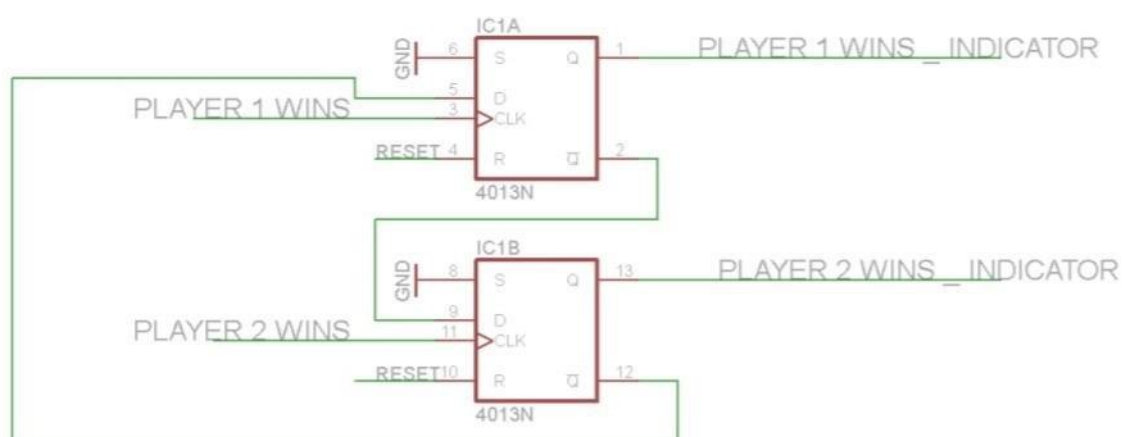 IC1A
GND 6 S Q 1 PLAYER 1 WINS _ INDICATOR
5 D
PLAYER 1 WINS 3 CLK
RESET 4 R Q 2
4013N
IC1B
GND 8 S Q 13 PLAYER 2 WINS _ INDICATOR
9 D
PLAYER 2 WINS 11 CLK
RESET 10 R Q 12
4013N